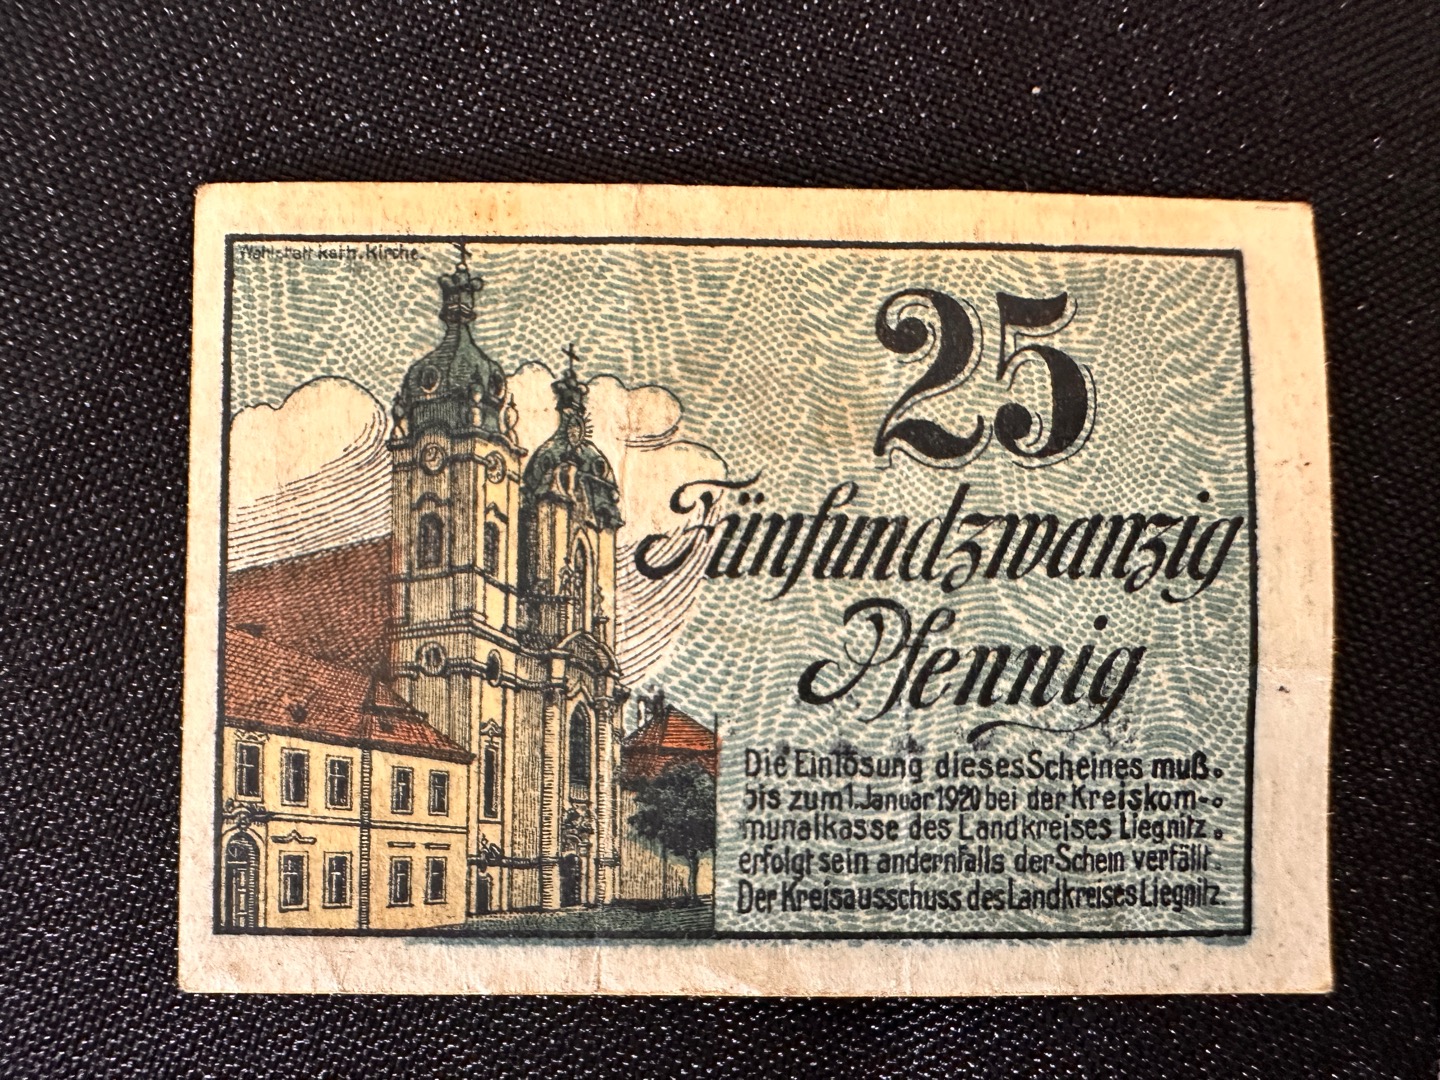 Wahlstatt kath. Kirche.
25
Fünfundzwanzig
Pfennig
Die Einlösung dieses Scheines muß
bis zum 1. Januar 1920 bei der Kreiskom-
munalkasse des Landkreises Liegnitz
erfolgt sein andernfalls der Schein verfällt.
Der Kreisausschuss des Landkreises Liegnitz.